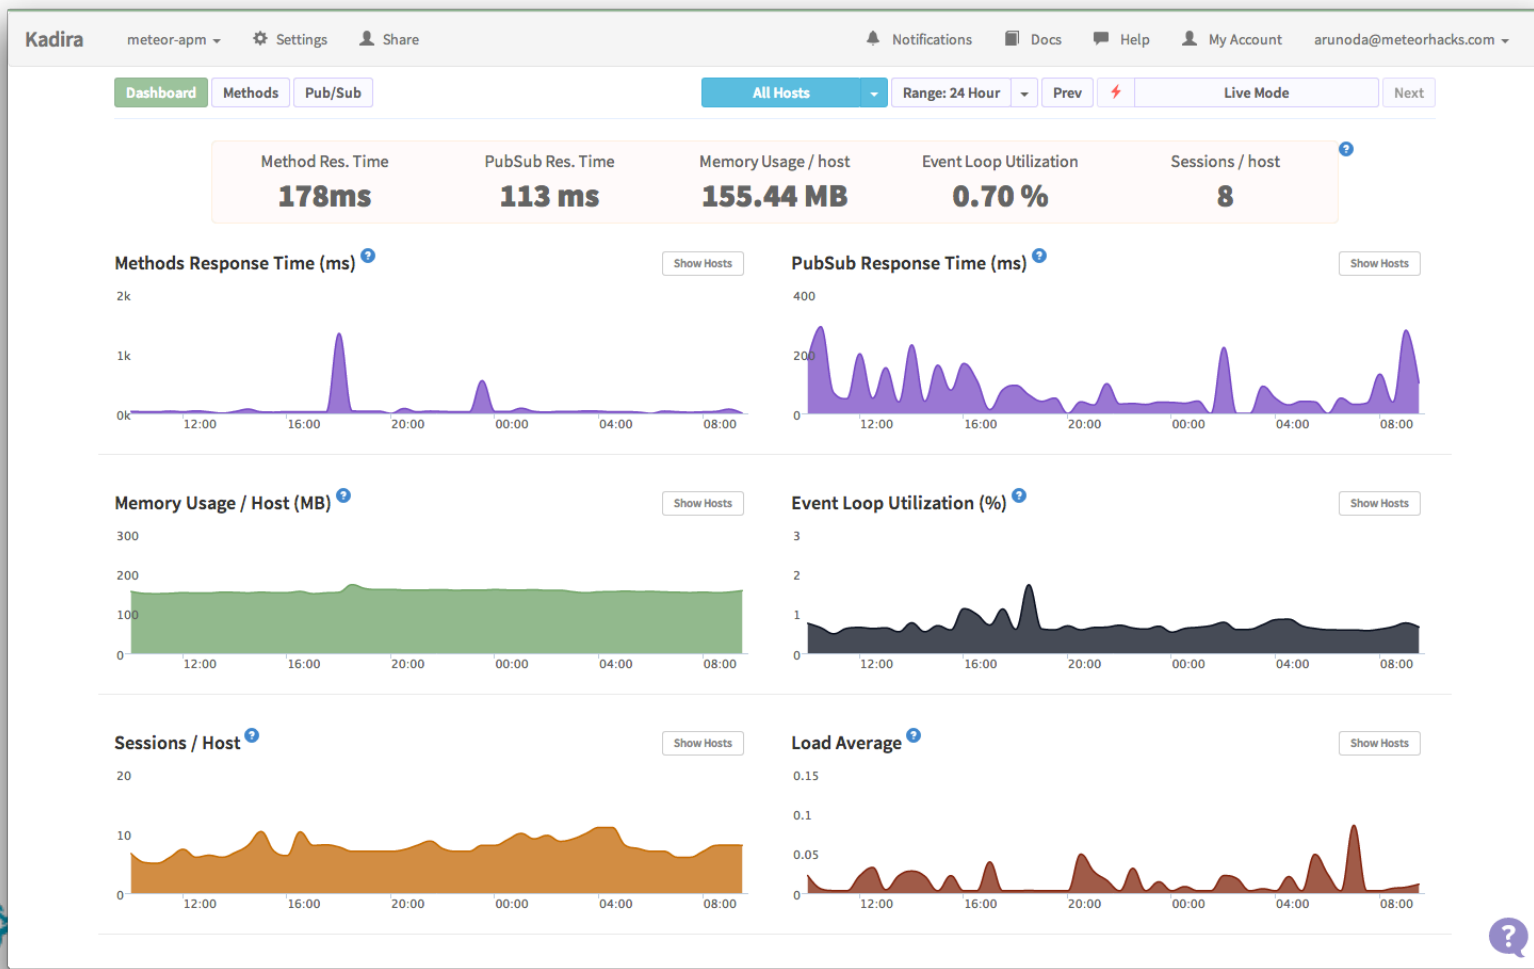 Kadira meteor-apm Settings Share Notifications Docs Help My Account arunoda@meteorhacks.com
Dashboard Methods Pub/Sub All Hosts Range: 24 Hour Prev Live Mode Next
Method Res. Time PubSub Res. Time Memory Usage / host Event Loop Utilization Sessions / host ?
178ms 113 ms 155.44 MB 0.70 % 8
Methods Response Time (ms) ? Show Hosts
2k
1k
0k
12:00 16:00 20:00 00:00 04:00 08:00
PubSub Response Time (ms) ? Show Hosts
400
200
0
12:00 16:00 20:00 00:00 04:00 08:00
Memory Usage / Host (MB) ? Show Hosts
300
200
100
0
12:00 16:00 20:00 00:00 04:00 08:00
Event Loop Utilization (%) ? Show Hosts
3
2
1
0
12:00 16:00 20:00 00:00 04:00 08:00
Sessions / Host ? Show Hosts
20
10
0
12:00 16:00 20:00 00:00 04:00 08:00
Load Average ? Show Hosts
0.15
0.1
0.05
0
12:00 16:00 20:00 00:00 04:00 08:00
?